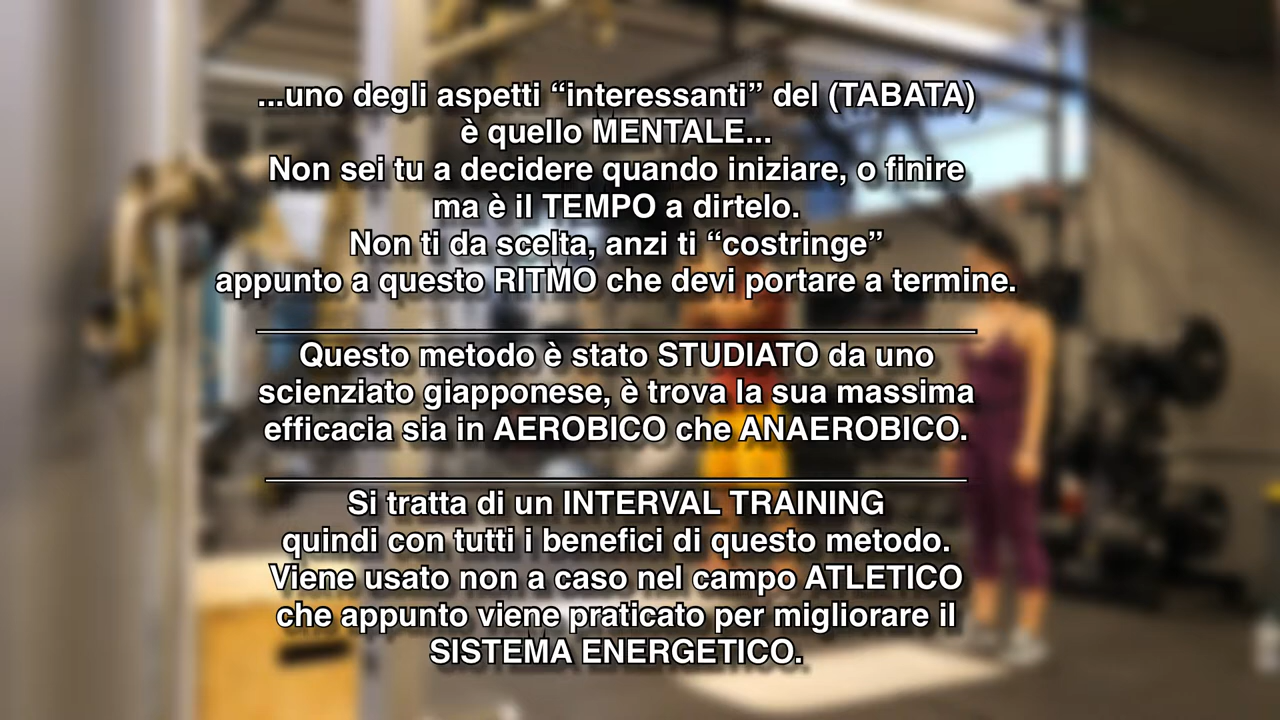 ...uno degli aspetti “interessanti” del (TABATA)
è quello MENTALE...
Non sei tu a decidere quando iniziare, o finire
ma è il TEMPO a dirtelo.
Non ti da scelta, anzi ti “costringe”
appunto a questo RITMO che devi portare a termine.
Questo metodo è stato STUDIATO da uno
scienziato giapponese, è trova la sua massima
efficacia sia in AEROBICO che ANAEROBICO.
Si tratta di un INTERVAL TRAINING
quindi con tutti i benefici di questo metodo.
Viene usato non a caso nel campo ATLETICO
che appunto viene praticato per migliorare il
SISTEMA ENERGETICO.